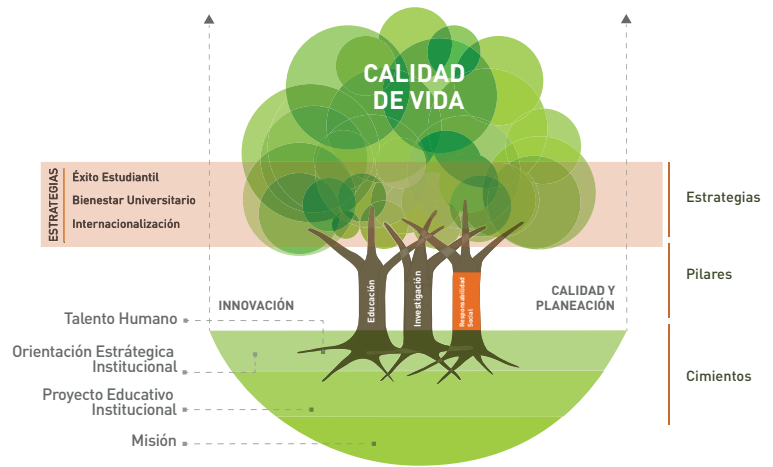 CALIDAD
DE VIDA
ESTRATEGIAS
Éxito Estudiantil
Bienestar Universitario
Internacionalización
Estrategias
Pilares
Cimientos
Educación
Investigación
Responsabilidad
Social
INNOVACIÓN
CALIDAD Y
PLANEACIÓN
Talento Humano
Orientación Estrátegica
Institucional
Proyecto Educativo
Institucional
Misión